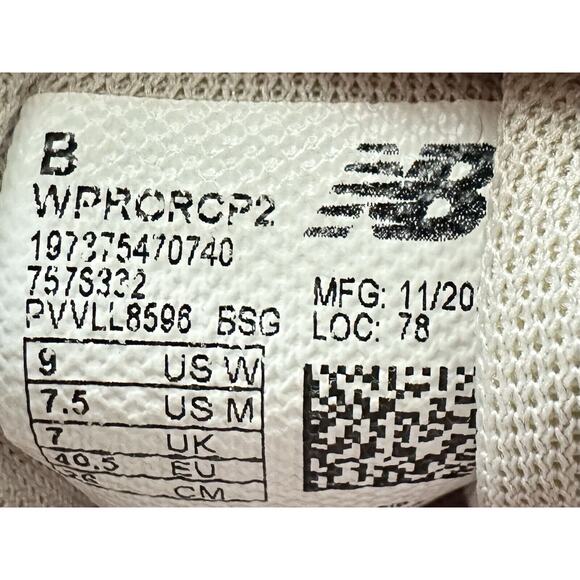 B
NB
WPRORCP2
197375470740
757S332
PVVLL8596 BSG
MFG: 11/20
LOC: 78
9 US W
7.5 US M
7 UK
40.5 EU
CM